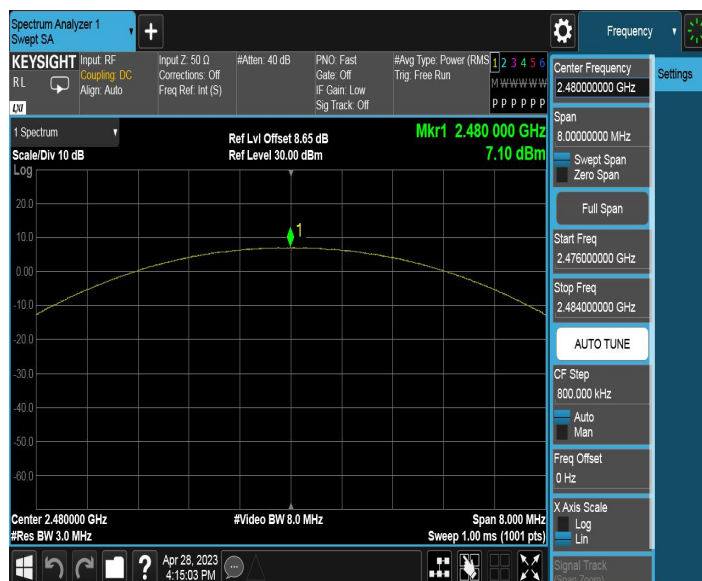 Spectrum Analyzer 1
Swept SA
Frequency
KEYSIGHT
R L
LXI
Input: RF
Coupling: DC
Align: Auto
Input Z: 50 Ω
Corrections: Off
Freq Ref: Int (S)
#Atten: 40 dB
PNO: Fast
Gate: Off
IF Gain: Low
Sig Track: Off
#Avg Type: Power (RMS
Trig: Free Run
1 2 3 4 5 6
M W W W W W
P P P P P P
1 Spectrum
Scale/Div 10 dB
Log
Ref Lvl Offset 8.65 dB
Ref Level 30.00 dBm
Mkr1 2.480 000 GHz
7.10 dBm
20.0
10.0
0.00
-10.0
-20.0
-30.0
-40.0
-50.0
-60.0
1
Center 2.480000 GHz
#Res BW 3.0 MHz
#Video BW 8.0 MHz
Span 8.000 MHz
Sweep 1.00 ms (1001 pts)
Apr 28, 2023
4:15:03 PM
Center Frequency
2.480000000 GHz
Span
8.00000000 MHz
Swept Span
Zero Span
Full Span
Start Freq
2.476000000 GHz
Stop Freq
2.484000000 GHz
AUTO TUNE
CF Step
800.000 kHz
Auto
Man
Freq Offset
0 Hz
X Axis Scale
Log
Lin
Signal Track
(Span Zoom)
Settings